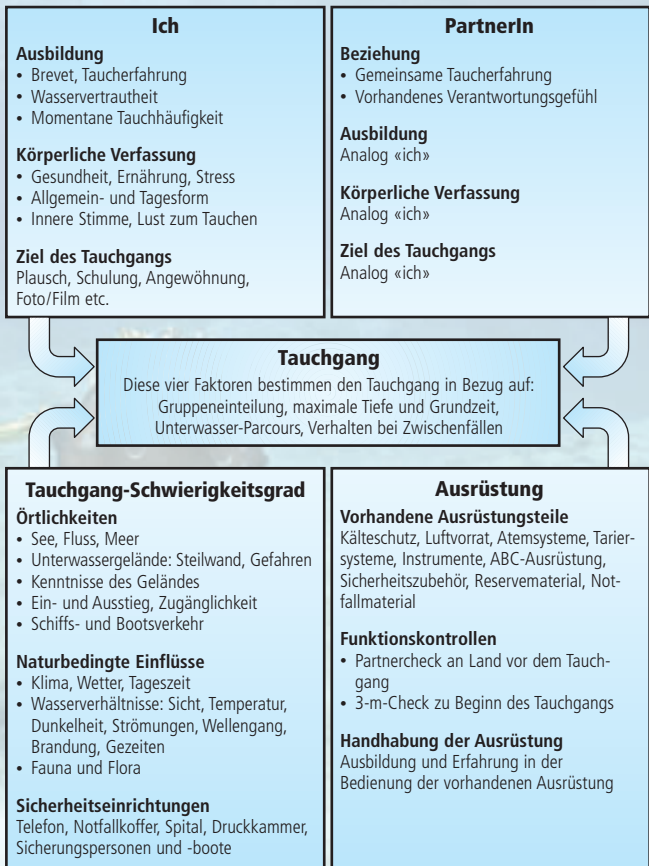 Ich
Ausbildung
• Brevet, Taucherfahrung
• Wasservertrautheit
• Momentane Tauchhäufigkeit
Körperliche Verfassung
• Gesundheit, Ernährung, Stress
• Allgemein- und Tagesform
• Innere Stimme, Lust zum Tauchen
Ziel des Tauchgangs
Plausch, Schulung, Angewöhnung,
Foto/Film etc.
PartnerIn
Beziehung
• Gemeinsame Taucherfahrung
• Vorhandenes Verantwortungsgefühl
Ausbildung
Analog «ich»
Körperliche Verfassung
Analog «ich»
Ziel des Tauchgangs
Analog «ich»
Tauchgang
Diese vier Faktoren bestimmen den Tauchgang in Bezug auf:
Gruppeneinteilung, maximale Tiefe und Grundzeit,
Unterwasser-Parcours, Verhalten bei Zwischenfällen
Tauchgang-Schwierigkeitsgrad
Örtlichkeiten
• See, Fluss, Meer
• Unterwassergelände: Steilwand, Gefahren
• Kenntnisse des Geländes
• Ein- und Ausstieg, Zugänglichkeit
• Schiffs- und Bootsverkehr
Naturbedingte Einflüsse
• Klima, Wetter, Tageszeit
• Wasserverhältnisse: Sicht, Temperatur,
Dunkelheit, Strömungen, Wellengang,
Brandung, Gezeiten
• Fauna und Flora
Sicherheitseinrichtungen
Telefon, Notfallkoffer, Spital, Druckkammer,
Sicherungspersonen und -boote
Ausrüstung
Vorhandene Ausrüstungsteile
Kälteschutz, Luftvorrat, Atemsysteme, Tarier-
systeme, Instrumente, ABC-Ausrüstung,
Sicherheitszubehör, Reservematerial, Not-
fallmaterial
Funktionskontrollen
• Partnercheck an Land vor dem Tauch-
gang
• 3-m-Check zu Beginn des Tauchgangs
Handhabung der Ausrüstung
Ausbildung und Erfahrung in der
Bedienung der vorhandenen Ausrüstung